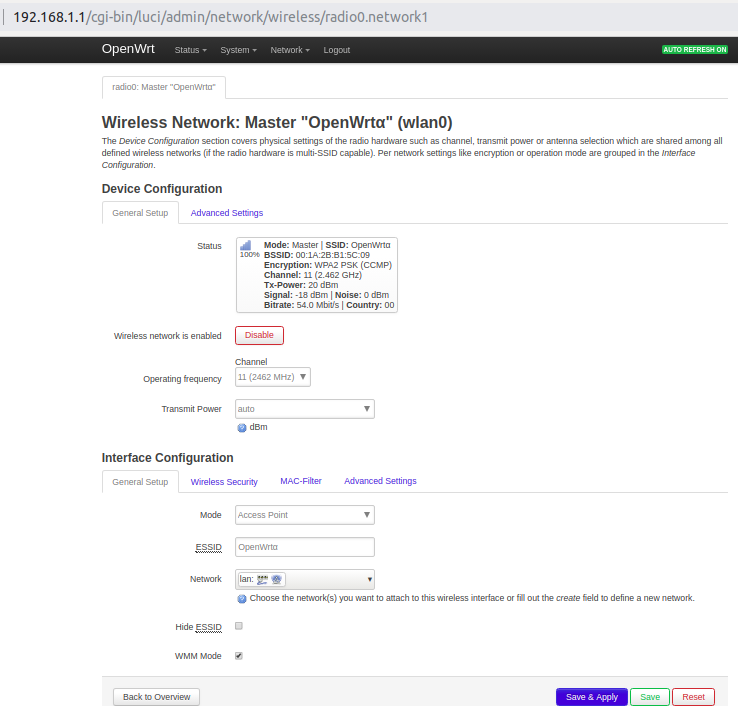 192.168.1.1/cgi-bin/luci/admin/network/wireless/radio0.network1
OpenWrt Status System Network Logout AUTO REFRESH ON
radio0: Master "OpenWrtα"
Wireless Network: Master "OpenWrtα" (wlan0)
The Device Configuration section covers physical settings of the radio hardware such as channel, transmit power or antenna selection which are shared among all
defined wireless networks (if the radio hardware is multi-SSID capable). Per network settings like encryption or operation mode are grouped in the Interface
Configuration.
Device Configuration
General Setup Advanced Settings
Status
100%
Mode: Master | SSID: OpenWrtα
BSSID: 00:1A:2B:B1:5C:09
Encryption: WPA2 PSK (CCMP)
Channel: 11 (2.462 GHz)
Tx-Power: 20 dBm
Signal: -18 dBm | Noise: 0 dBm
Bitrate: 54.0 Mbit/s | Country: 00
Wireless network is enabled Disable
Channel
Operating frequency 11 (2462 MHz)
Transmit Power auto
dBm
Interface Configuration
General Setup Wireless Security MAC-Filter Advanced Settings
Mode Access Point
ESSID OpenWrtα
Network lan:
Choose the network(s) you want to attach to this wireless interface or fill out the create field to define a new network.
Hide ESSID
WMM Mode
Back to Overview Save & Apply Save Reset